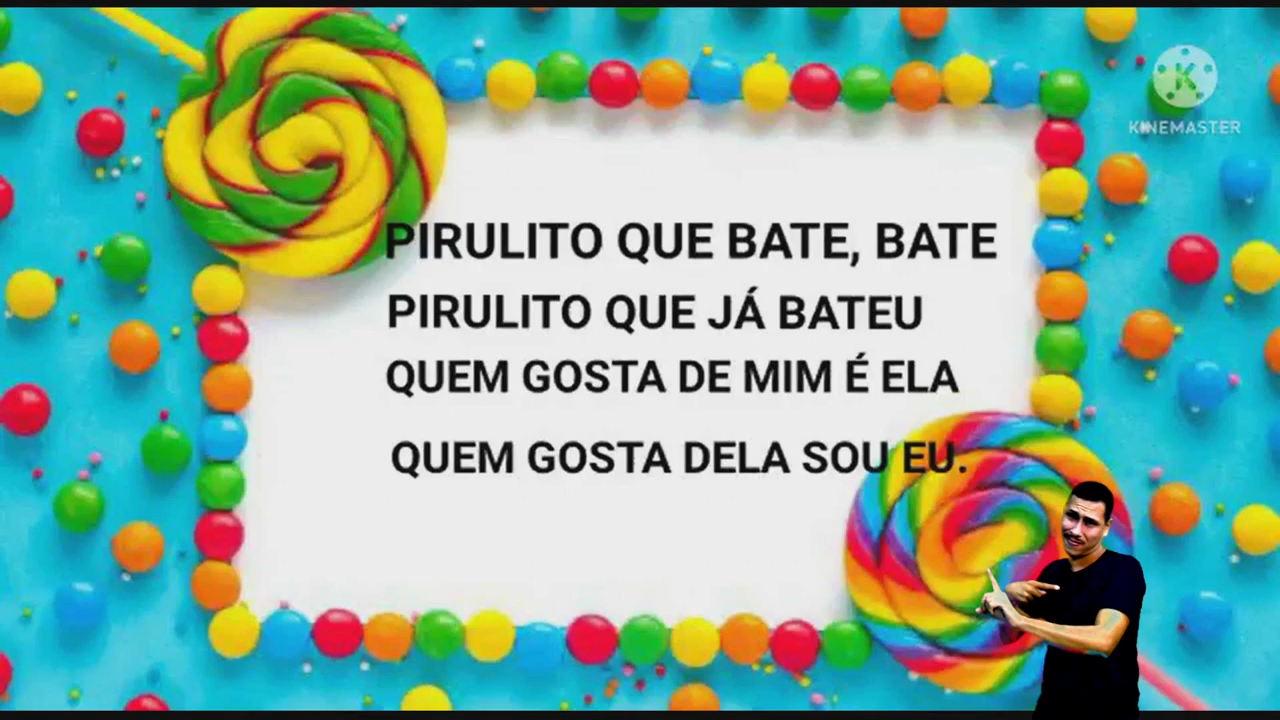 KINEMASTER
PIRULITO QUE BATE, BATE
PIRULITO QUE JÁ BATEU
QUEM GOSTA DE MIM É ELA
QUEM GOSTA DELA SOU EU.